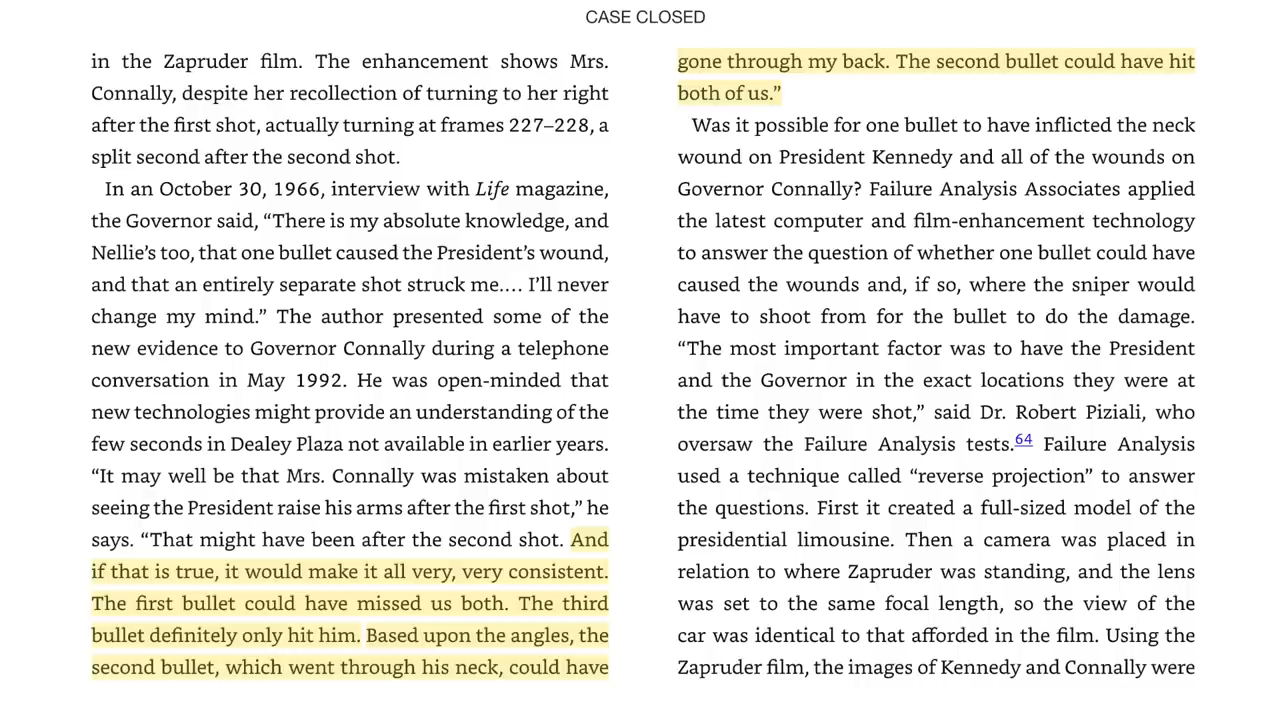 CASE CLOSED
in the Zapruder film. The enhancement shows Mrs.
Connally, despite her recollection of turning to her right
after the first shot, actually turning at frames 227–228, a
split second after the second shot.
In an October 30, 1966, interview with Life magazine,
the Governor said, “There is my absolute knowledge, and
Nellie’s too, that one bullet caused the President’s wound,
and that an entirely separate shot struck me.… I’ll never
change my mind.” The author presented some of the
new evidence to Governor Connally during a telephone
conversation in May 1992. He was open-minded that
new technologies might provide an understanding of the
few seconds in Dealey Plaza not available in earlier years.
“It may well be that Mrs. Connally was mistaken about
seeing the President raise his arms after the first shot,” he
says. “That might have been after the second shot. And
if that is true, it would make it all very, very consistent.
The first bullet could have missed us both. The third
bullet definitely only hit him. Based upon the angles, the
second bullet, which went through his neck, could have
gone through my back. The second bullet could have hit
both of us.”
Was it possible for one bullet to have inflicted the neck
wound on President Kennedy and all of the wounds on
Governor Connally? Failure Analysis Associates applied
the latest computer and film-enhancement technology
to answer the question of whether one bullet could have
caused the wounds and, if so, where the sniper would
have to shoot from for the bullet to do the damage.
“The most important factor was to have the President
and the Governor in the exact locations they were at
the time they were shot,” said Dr. Robert Piziali, who
oversaw the Failure Analysis tests.64 Failure Analysis
used a technique called “reverse projection” to answer
the questions. First it created a full-sized model of the
presidential limousine. Then a camera was placed in
relation to where Zapruder was standing, and the lens
was set to the same focal length, so the view of the
car was identical to that afforded in the film. Using the
Zapruder film, the images of Kennedy and Connally were